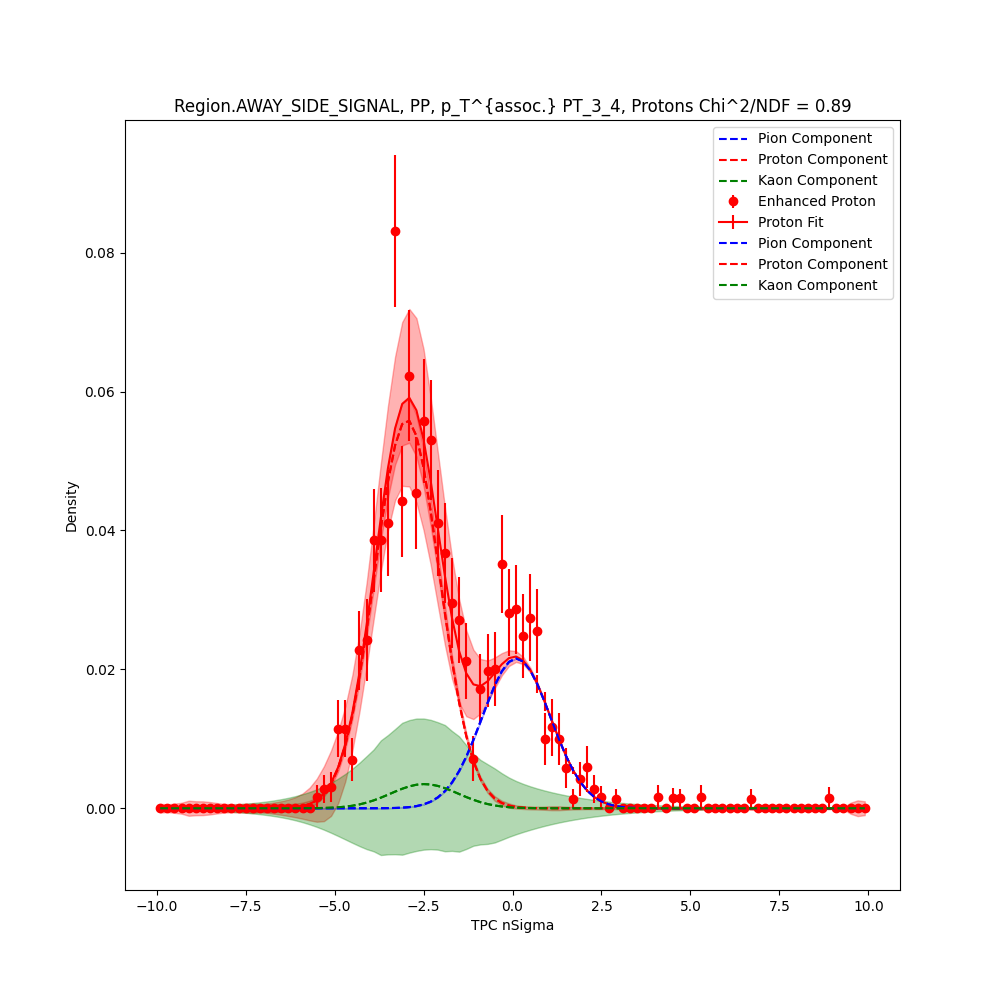 Region.AWAY_SIDE_SIGNAL, PP, p_T^{assoc.} PT_3_4, Protons Chi^2/NDF = 0.89
Pion Component
Proton Component
Kaon Component
Enhanced Proton
Proton Fit
Pion Component
Proton Component
Kaon Component
0.08
0.06
0.04
0.02
0.00
Density
−10.0 −7.5 −5.0 −2.5 0.0 2.5 5.0 7.5 10.0
TPC nSigma